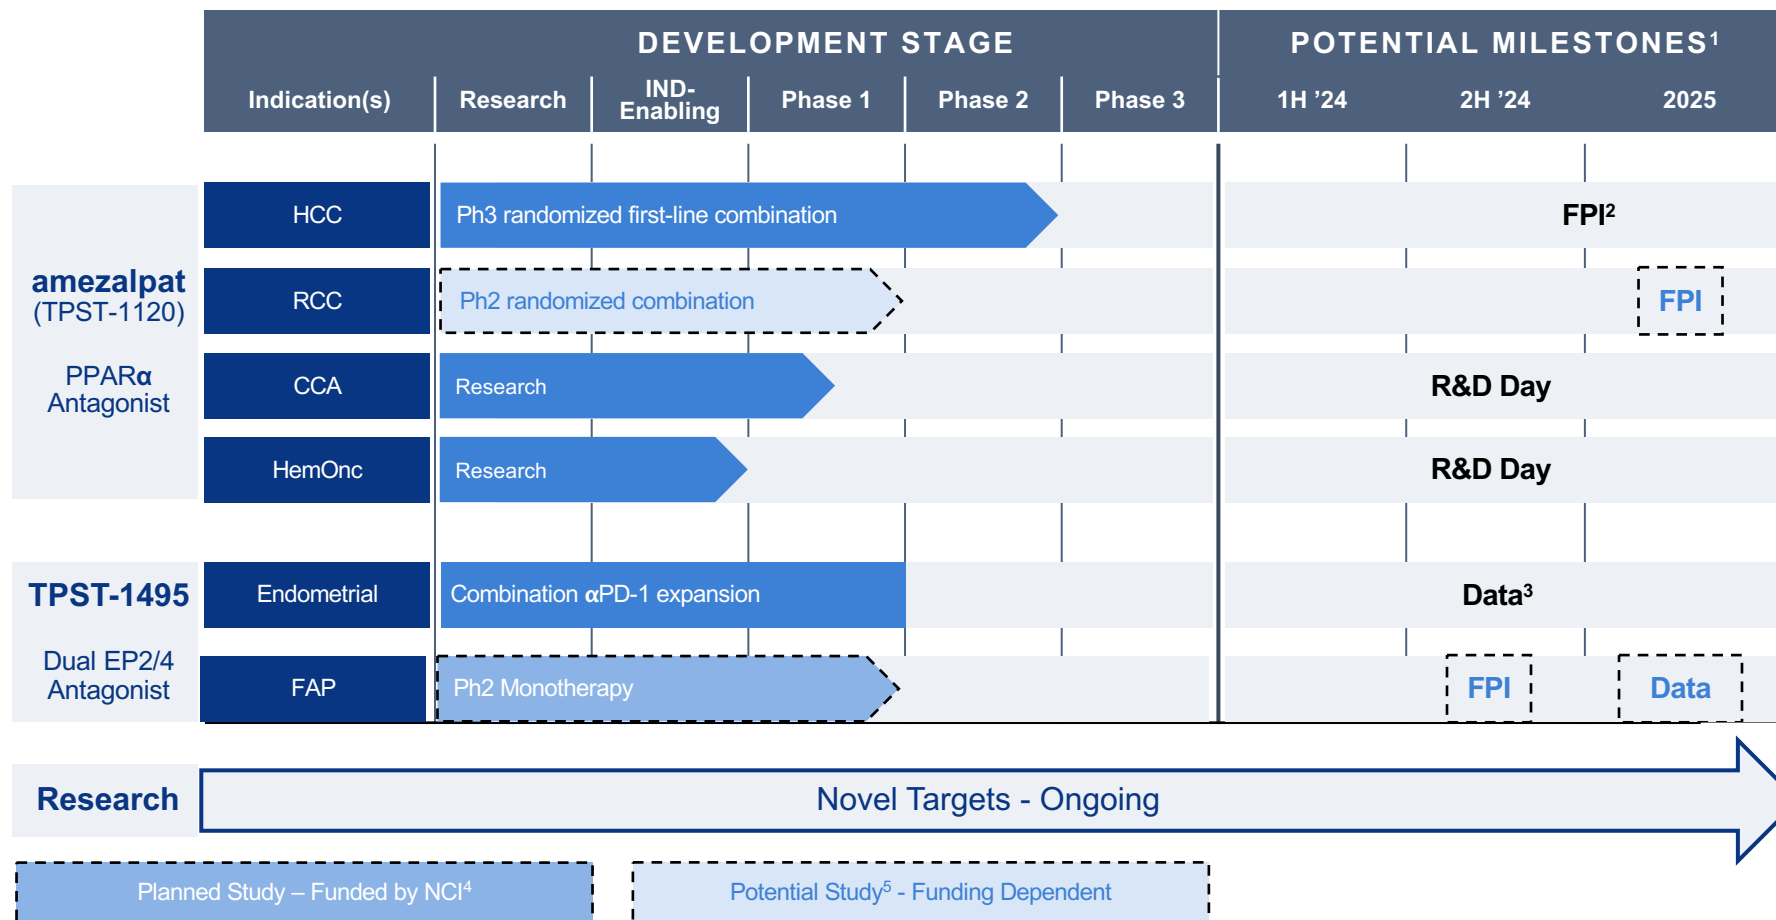 DEVELOPMENT STAGE
POTENTIAL MILESTONES¹
Indication(s)
Research
IND-
Enabling
Phase 1
Phase 2
Phase 3
1H ’24
2H ’24
2025
amezalpat
(TPST-1120)
PPARα
Antagonist
HCC
Ph3 randomized first-line combination
FPI²
RCC
Ph2 randomized combination
FPI
CCA
Research
R&D Day
HemOnc
Research
R&D Day
TPST-1495
Dual EP2/4
Antagonist
Endometrial
Combination αPD-1 expansion
Data³
FAP
Ph2 Monotherapy
FPI
Data
Research
Novel Targets - Ongoing
Planned Study – Funded by NCI⁴
Potential Study⁵ - Funding Dependent